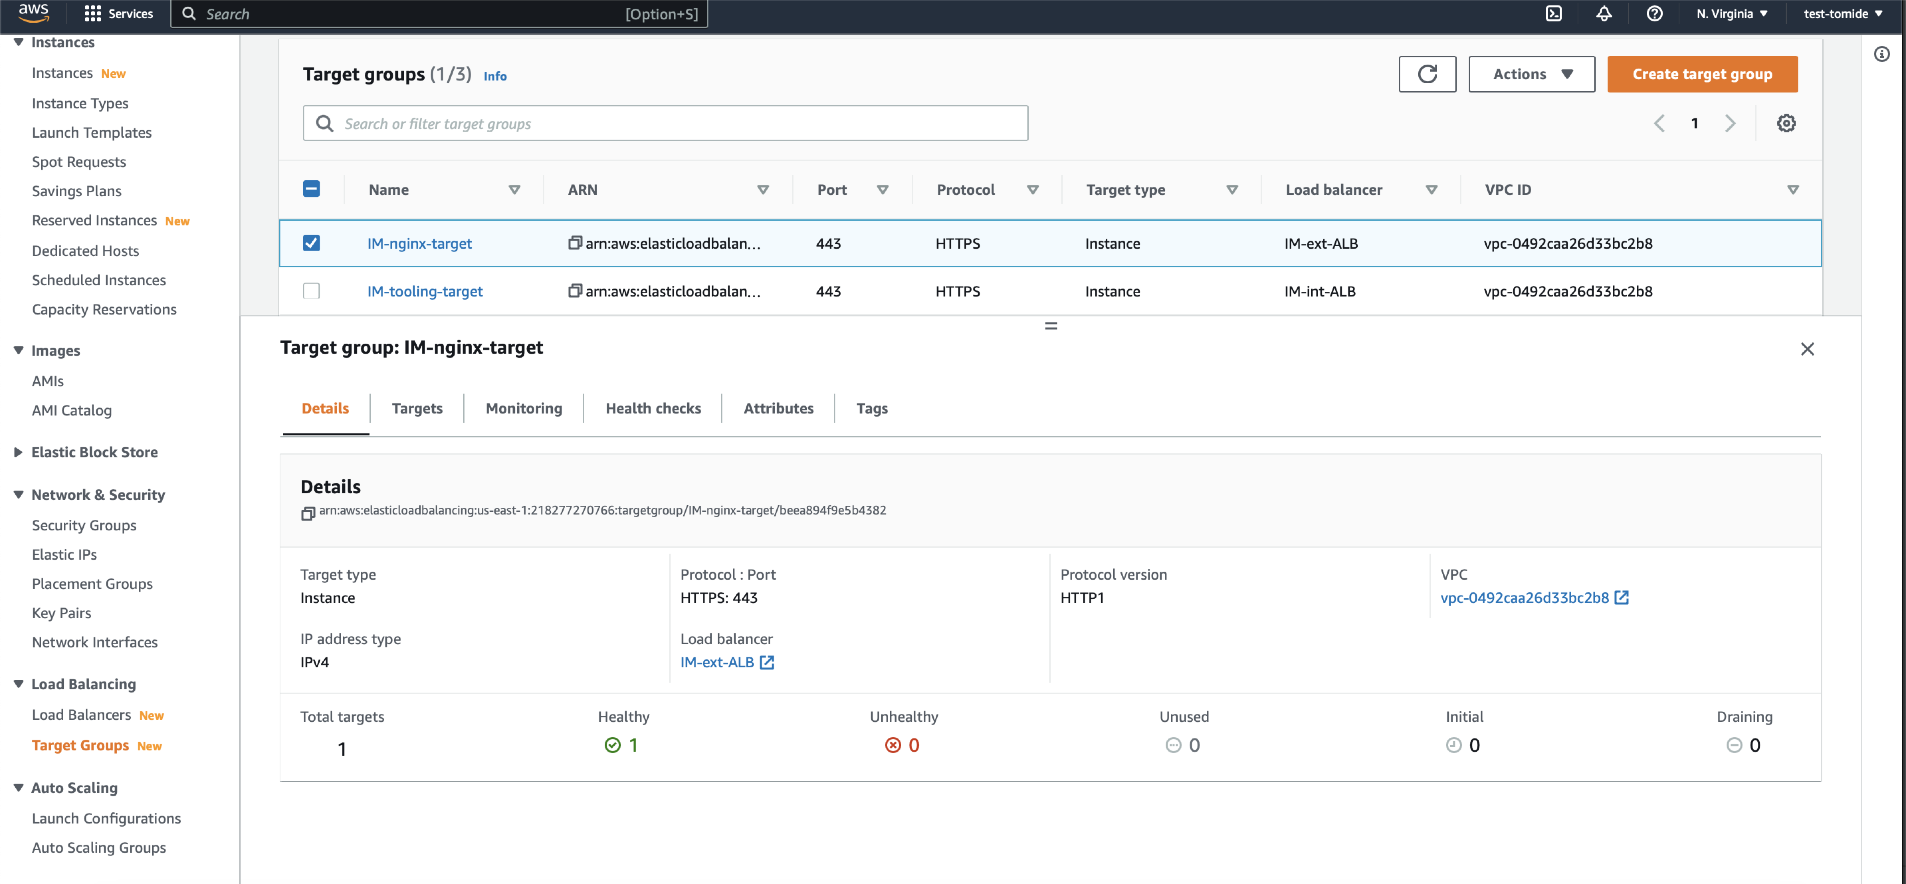 aws
Services
Search
[Option+S]
N. Virginia
test-tomide
Instances
Instances New
Instance Types
Launch Templates
Spot Requests
Savings Plans
Reserved Instances New
Dedicated Hosts
Scheduled Instances
Capacity Reservations
Images
AMIs
AMI Catalog
Elastic Block Store
Network & Security
Security Groups
Elastic IPs
Placement Groups
Key Pairs
Network Interfaces
Load Balancing
Load Balancers New
Target Groups New
Auto Scaling
Launch Configurations
Auto Scaling Groups
Target groups (1/3) Info
Actions
Create target group
Search or filter target groups
1
Name ARN Port Protocol Target type Load balancer VPC ID
IM-nginx-target arn:aws:elasticloadbalan... 443 HTTPS Instance IM-ext-ALB vpc-0492caa26d33bc2b8
IM-tooling-target arn:aws:elasticloadbalan... 443 HTTPS Instance IM-int-ALB vpc-0492caa26d33bc2b8
Target group: IM-nginx-target
Details Targets Monitoring Health checks Attributes Tags
Details
arn:aws:elasticloadbalancing:us-east-1:218277270766:targetgroup/IM-nginx-target/beea894f9e5b4382
Target type
Instance
Protocol : Port
HTTPS: 443
Protocol version
HTTP1
VPC
vpc-0492caa26d33bc2b8
IP address type
IPv4
Load balancer
IM-ext-ALB
Total targets
1
Healthy
1
Unhealthy
0
Unused
0
Initial
0
Draining
0